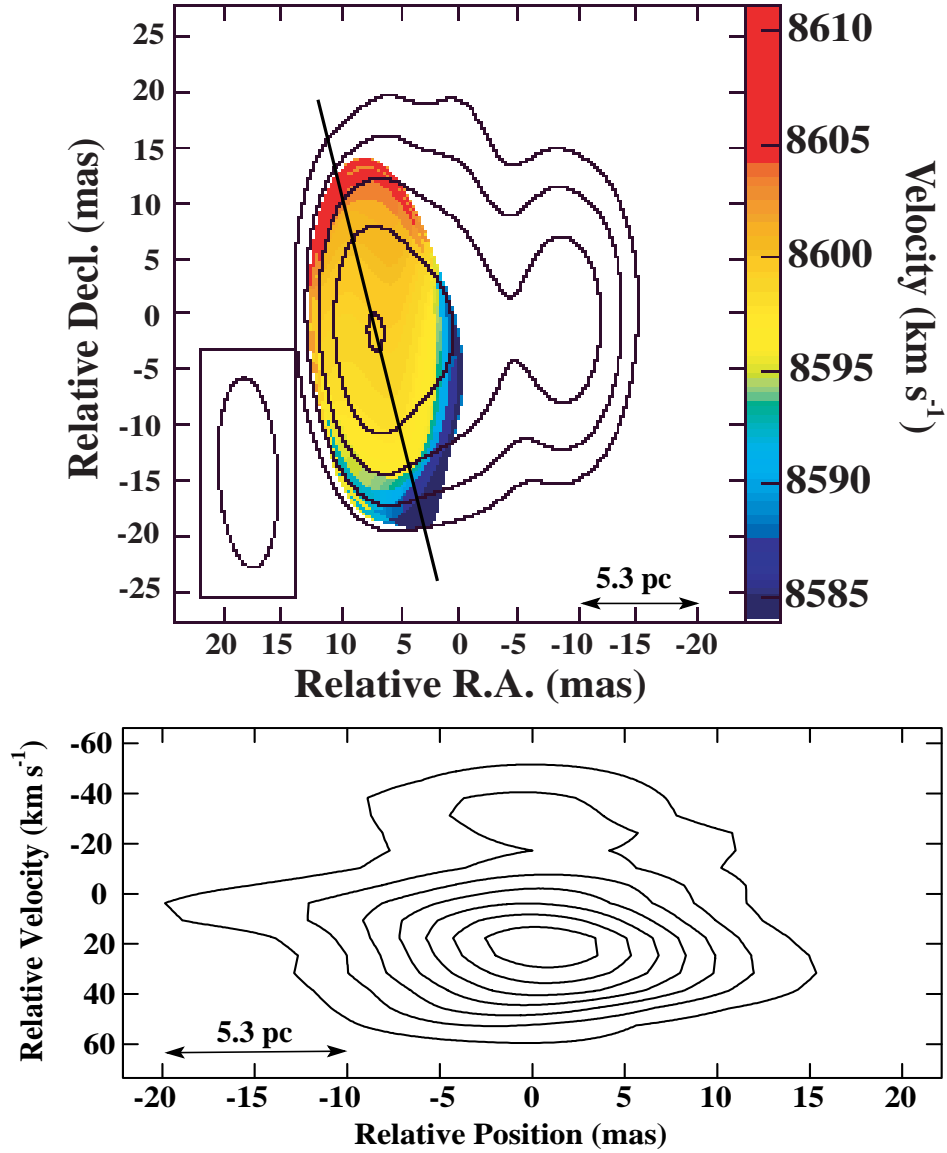 25
20
15
10
5
0
-5
-10
-15
-20
-25
Relative Decl. (mas)
20 15 10 5 0 -5 -10 -15 -20
Relative R.A. (mas)
5.3 pc
8610
8605
8600
8595
8590
8585
Velocity (km s-1)
-60
-40
-20
0
20
40
60
Relative Velocity (km s-1)
5.3 pc
-20 -15 -10 -5 0 5 10 15 20
Relative Position (mas)